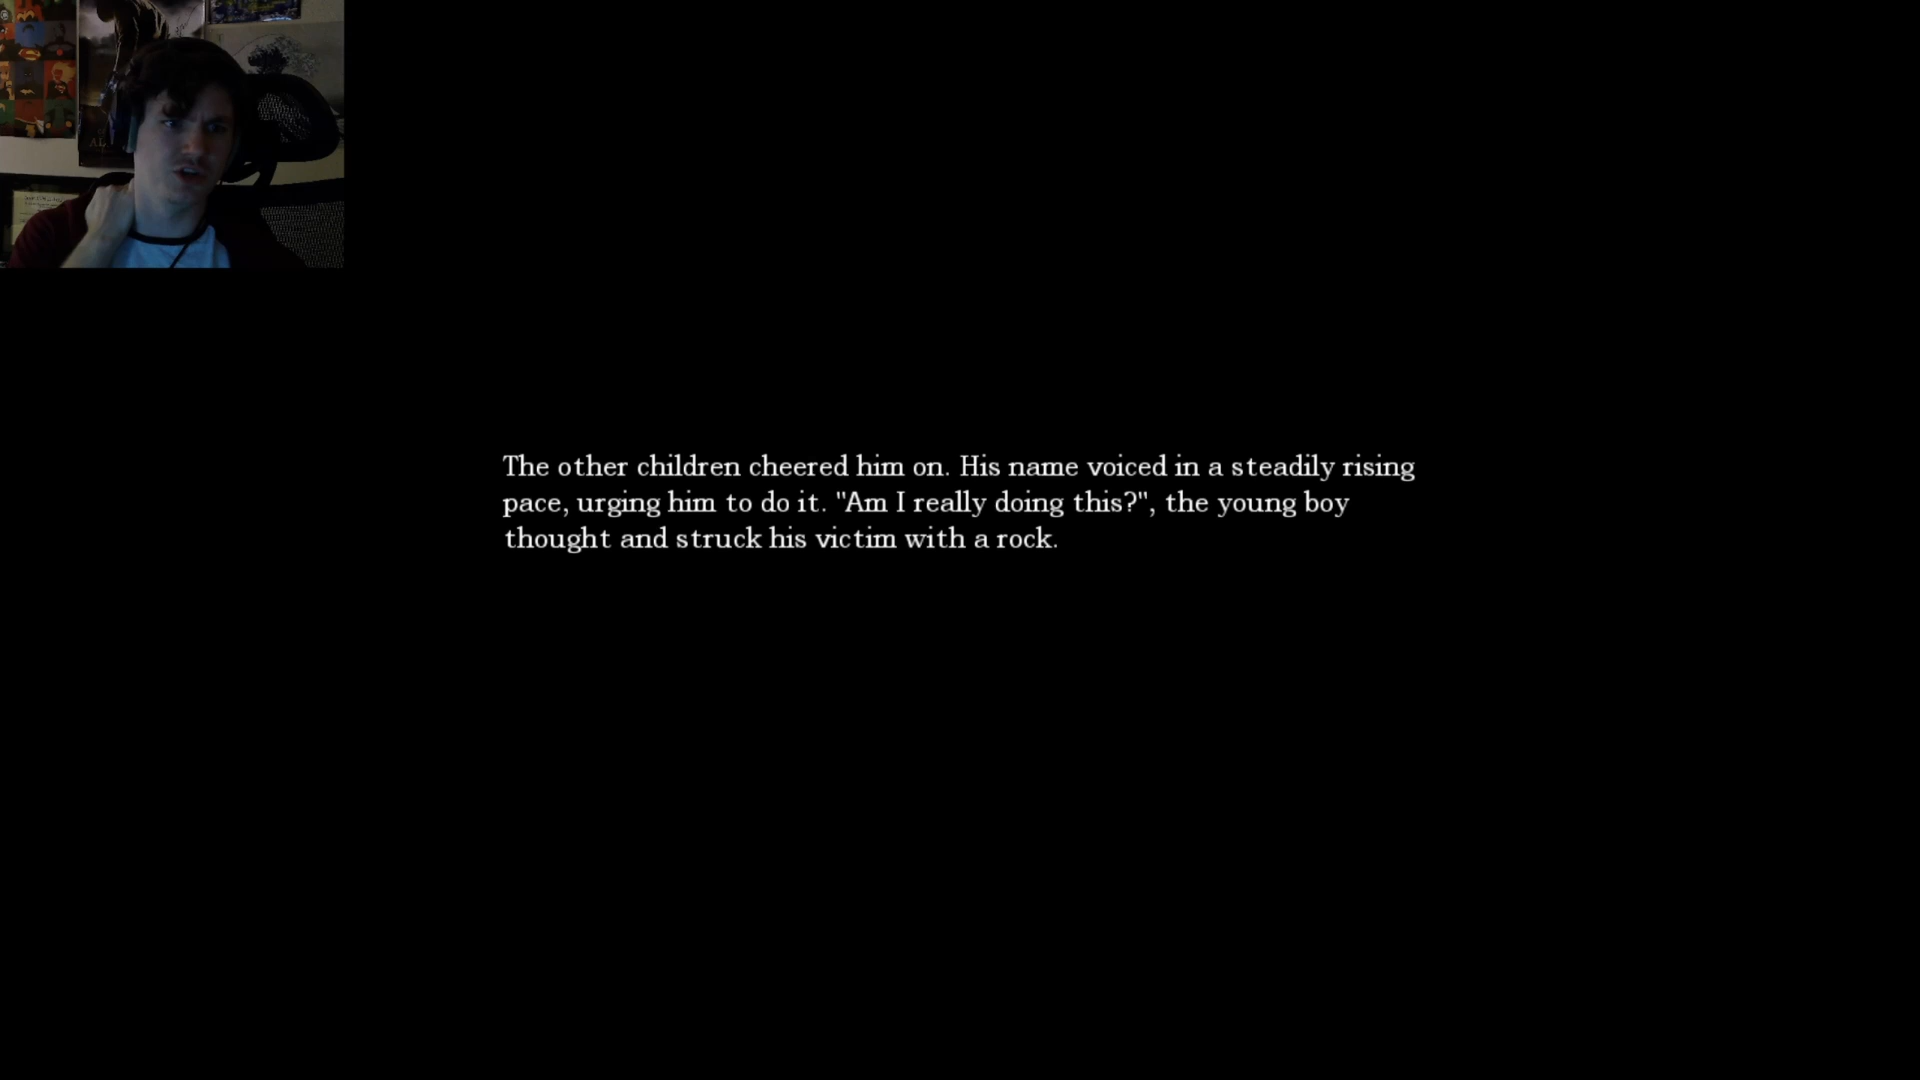 The other children cheered him on. His name voiced in a steadily rising
pace, urging him to do it. "Am I really doing this?", the young boy
thought and struck his victim with a rock.